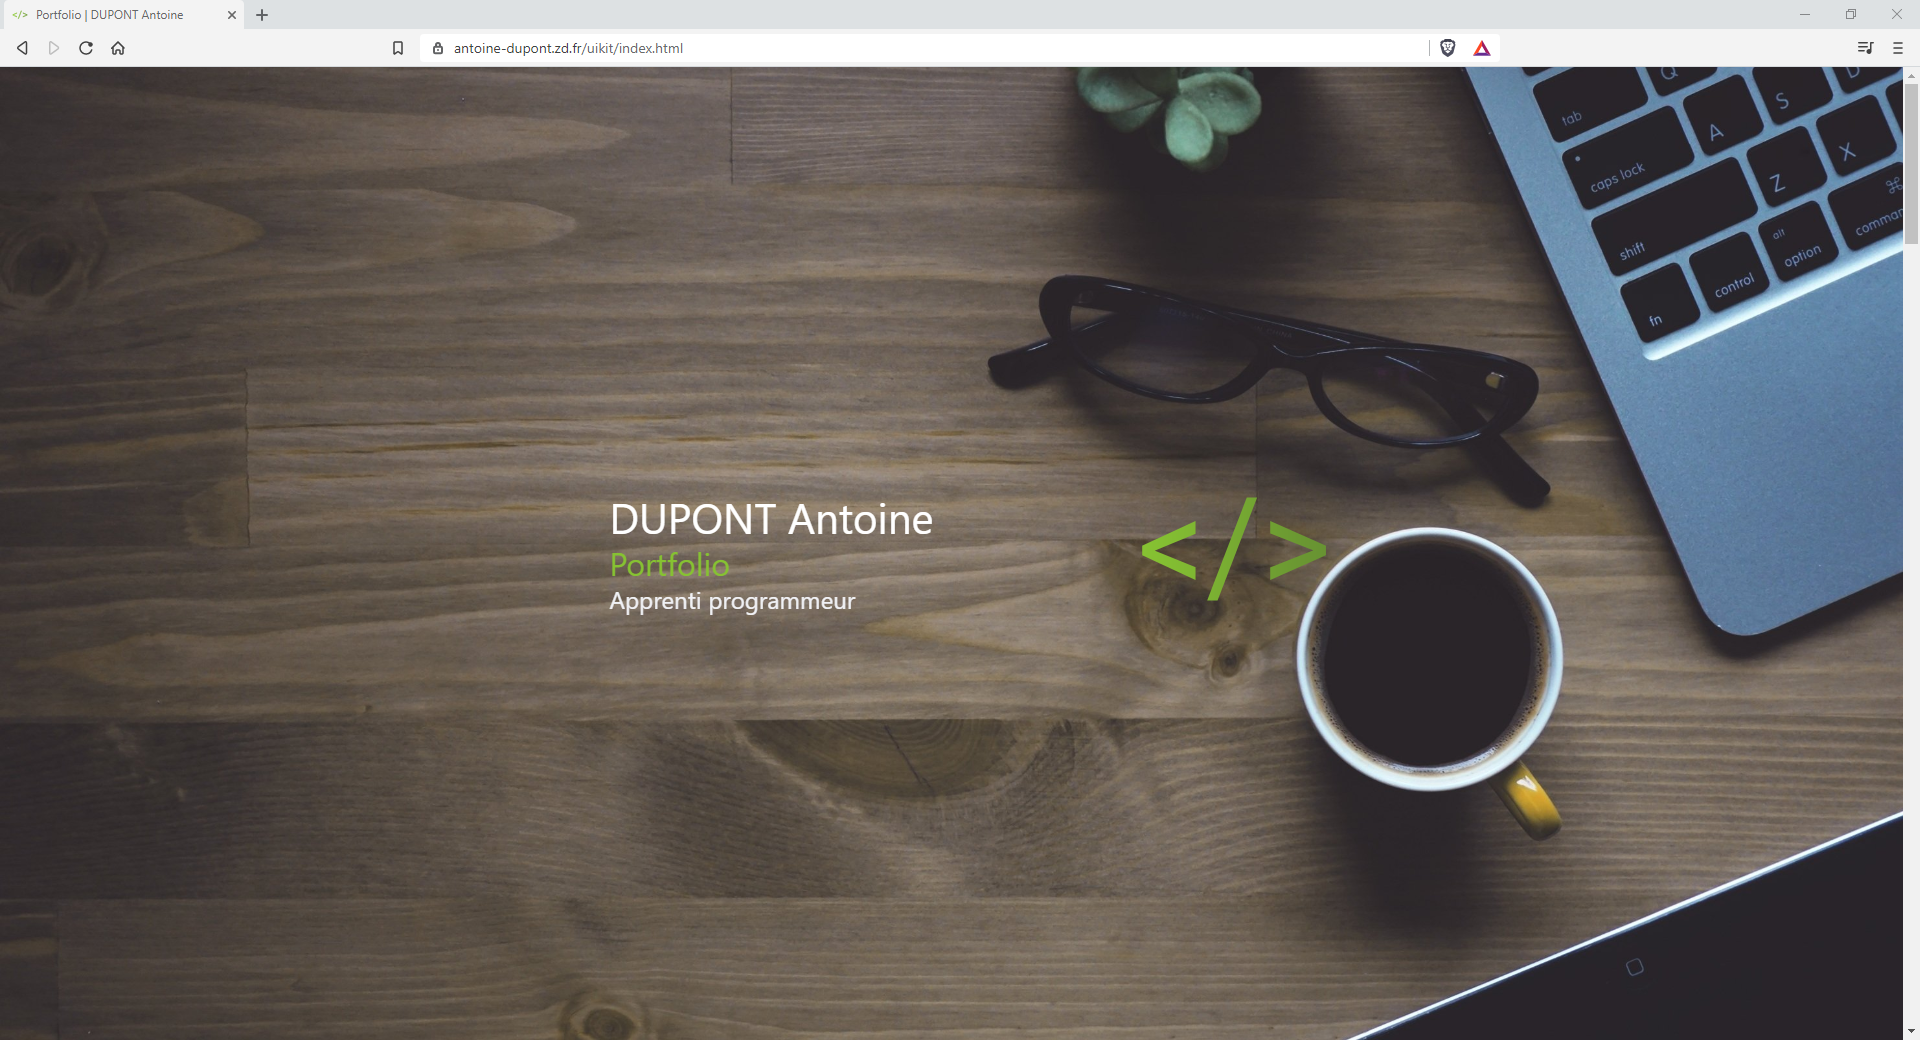 </> Portfolio | DUPONT Antoine
antoine-dupont.zd.fr/uikit/index.html
Q
D
tab
A
S
caps lock
Z
X
shift
⌘
command
fn
control
alt
option
DUPONT Antoine
Portfolio
Apprenti programmeur
</>